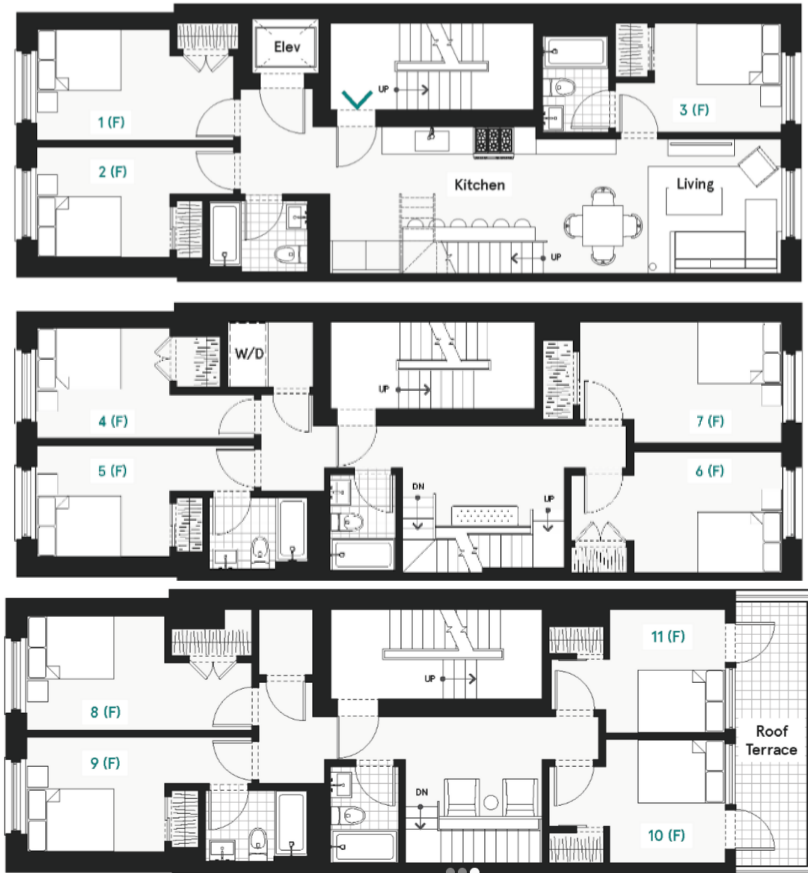 Elev
UP
1 (F)
3 (F)
2 (F)
Kitchen
Living
UP
W/D
UP
4 (F)
7 (F)
5 (F)
6 (F)
DN
UP
11 (F)
UP
8 (F)
Roof
Terrace
9 (F)
DN
10 (F)